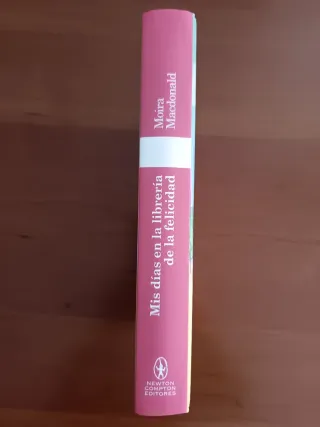 Moira
Macdonald
Mis días en la librería
de la felicidad
NEWTON
COMPTON
EDITORES